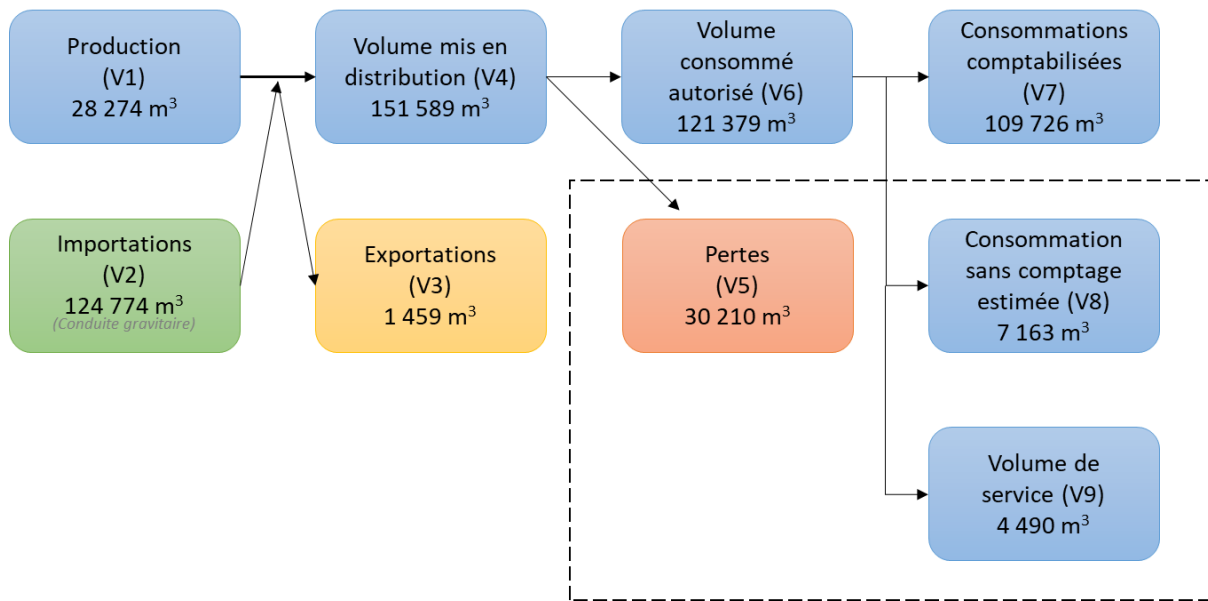 Production
(V1)
28 274 m³
Volume mis en
distribution (V4)
151 589 m³
Volume
consommé
autorisé (V6)
121 379 m³
Consommations
comptabilisées
(V7)
109 726 m³
Importations
(V2)
124 774 m³
(Conduite gravitaire)
Exportations
(V3)
1 459 m³
Pertes
(V5)
30 210 m³
Consommation
sans comptage
estimée (V8)
7 163 m³
Volume de
service (V9)
4 490 m³